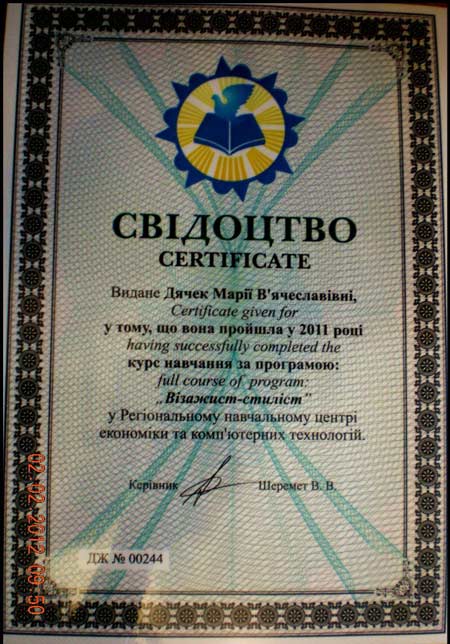 СВІДОЦТВО
CERTIFICATE
Видане Дячек Марії В'ячеславівні,
Certificate given for
у тому, що вона пройшла у 2011 році
having successfully completed the
курс навчання за програмою:
full course of program:
„Візажист-стиліст"
у Регіональному навчальному центрі
економіки та комп'ютерних технологій.
Керівник Шеремет В. В.
ДЖ № 00244
02.02.2012 09:50